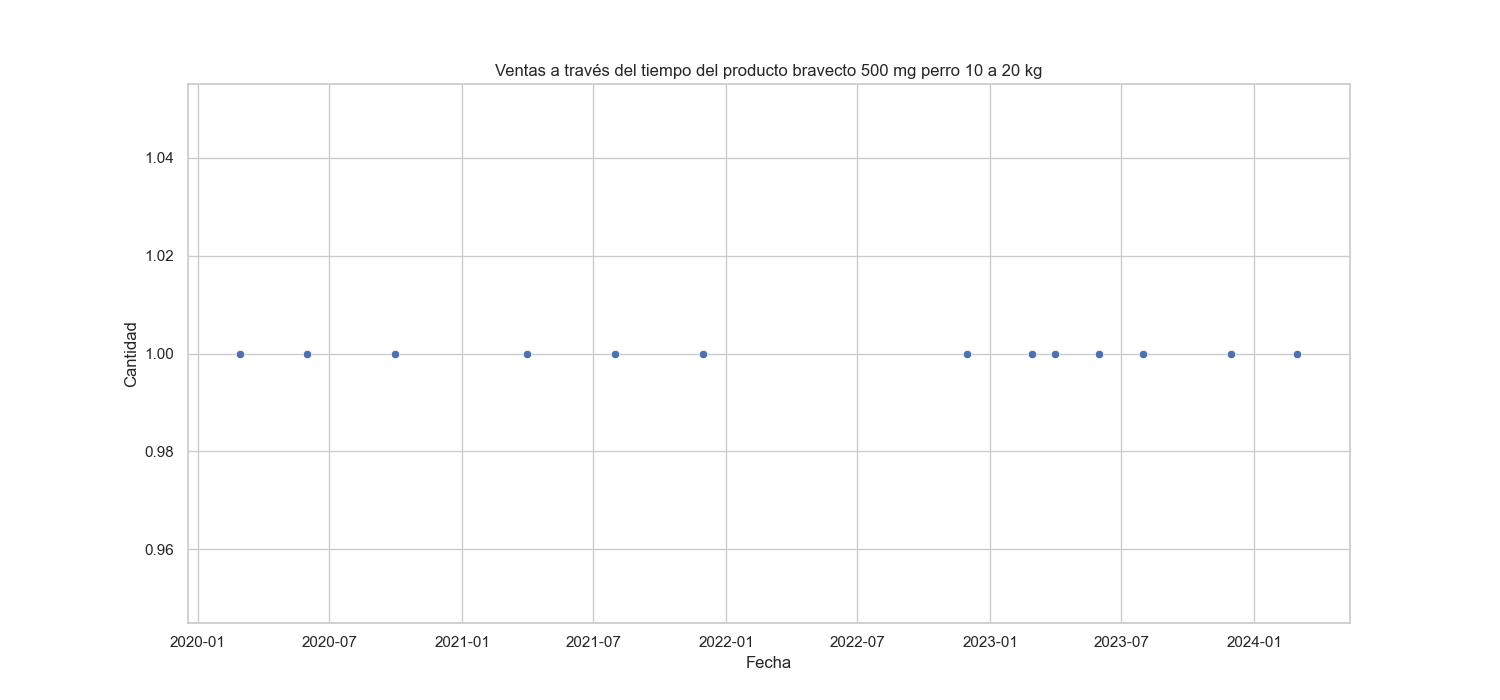 Ventas a través del tiempo del producto bravecto 500 mg perro 10 a 20 kg
1.04
1.02
1.00
0.98
0.96
Cantidad
2020-01 2020-07 2021-01 2021-07 2022-01 2022-07 2023-01 2023-07 2024-01
Fecha